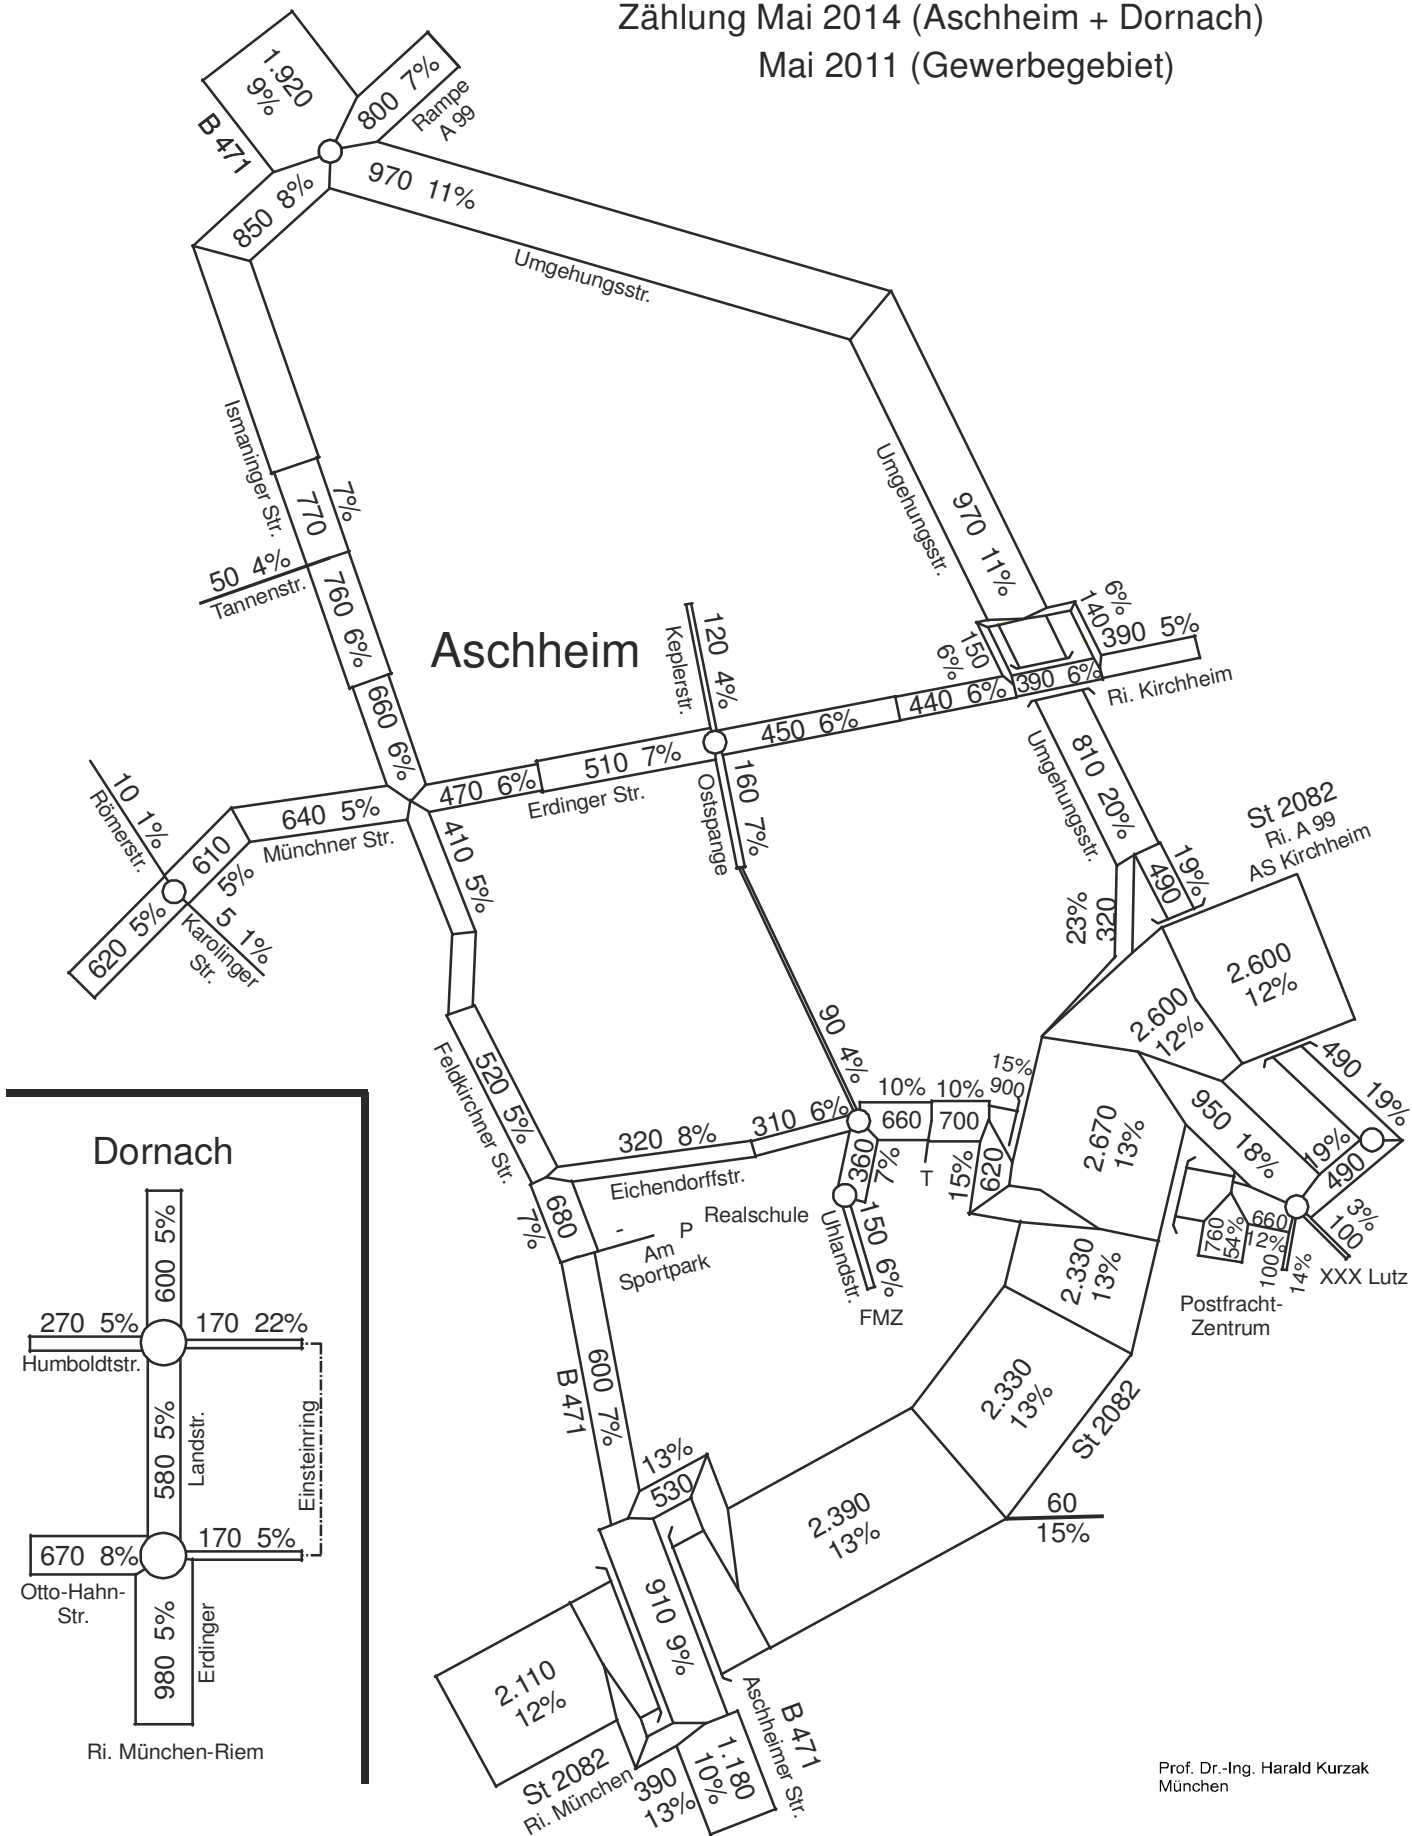 Zählung Mai 2014 (Aschheim + Dornach)
Mai 2011 (Gewerbegebiet)
1.920
9%
B 471
800 7%
Rampe
A 99
850 8%
970 11%
Umgehungsstr.
Ismaninger Str.
770
7%
50 4%
Tannenstr.
760 6%
660 6%
Aschheim
Umgehungsstr.
970 11%
Keplerstr.
120 4%
150
6%
140
6%
390 5%
390 6%
Ri. Kirchheim
440 6%
450 6%
510 7%
470 6%
Erdinger Str.
640 5%
Münchner Str.
610
5%
10 1%
Römerstr.
620 5%
5 1%
Karolinger
Str.
410 5%
160 7%
Ostspange
Umgehungsstr.
810 20%
St 2082
Ri. A 99
AS Kirchheim
490
19%
23%
320
2.600
12%
2.600
12%
90 4%
Feldkirchner Str.
520 5%
320 8%
310 6%
Eichendorffstr.
10%
660
10%
700
15%
900
T
15%
620
360
7%
2.670
13%
950 18%
490 19%
19%
490
3%
100
XXX Lutz
660
12%
760
54%
100
14%
Postfracht-
Zentrum
680
7%
-
P
Am
Sportpark
Realschule
Uhlandstr.
150 6%
FMZ
2.330
13%
2.330
13%
St 2082
60
15%
B 471
600 7%
13%
530
2.390
13%
910 9%
2.110
12%
St 2082
Ri. München
390
13%
1.180
10%
Aschheimer Str.
B 471
Dornach
600 5%
270 5%
Humboldtstr.
170 22%
580 5%
Landstr.
Einsteinring
670 8%
Otto-Hahn-
Str.
170 5%
980 5%
Erdinger
Ri. München-Riem
Prof. Dr.-Ing. Harald Kurzak
München